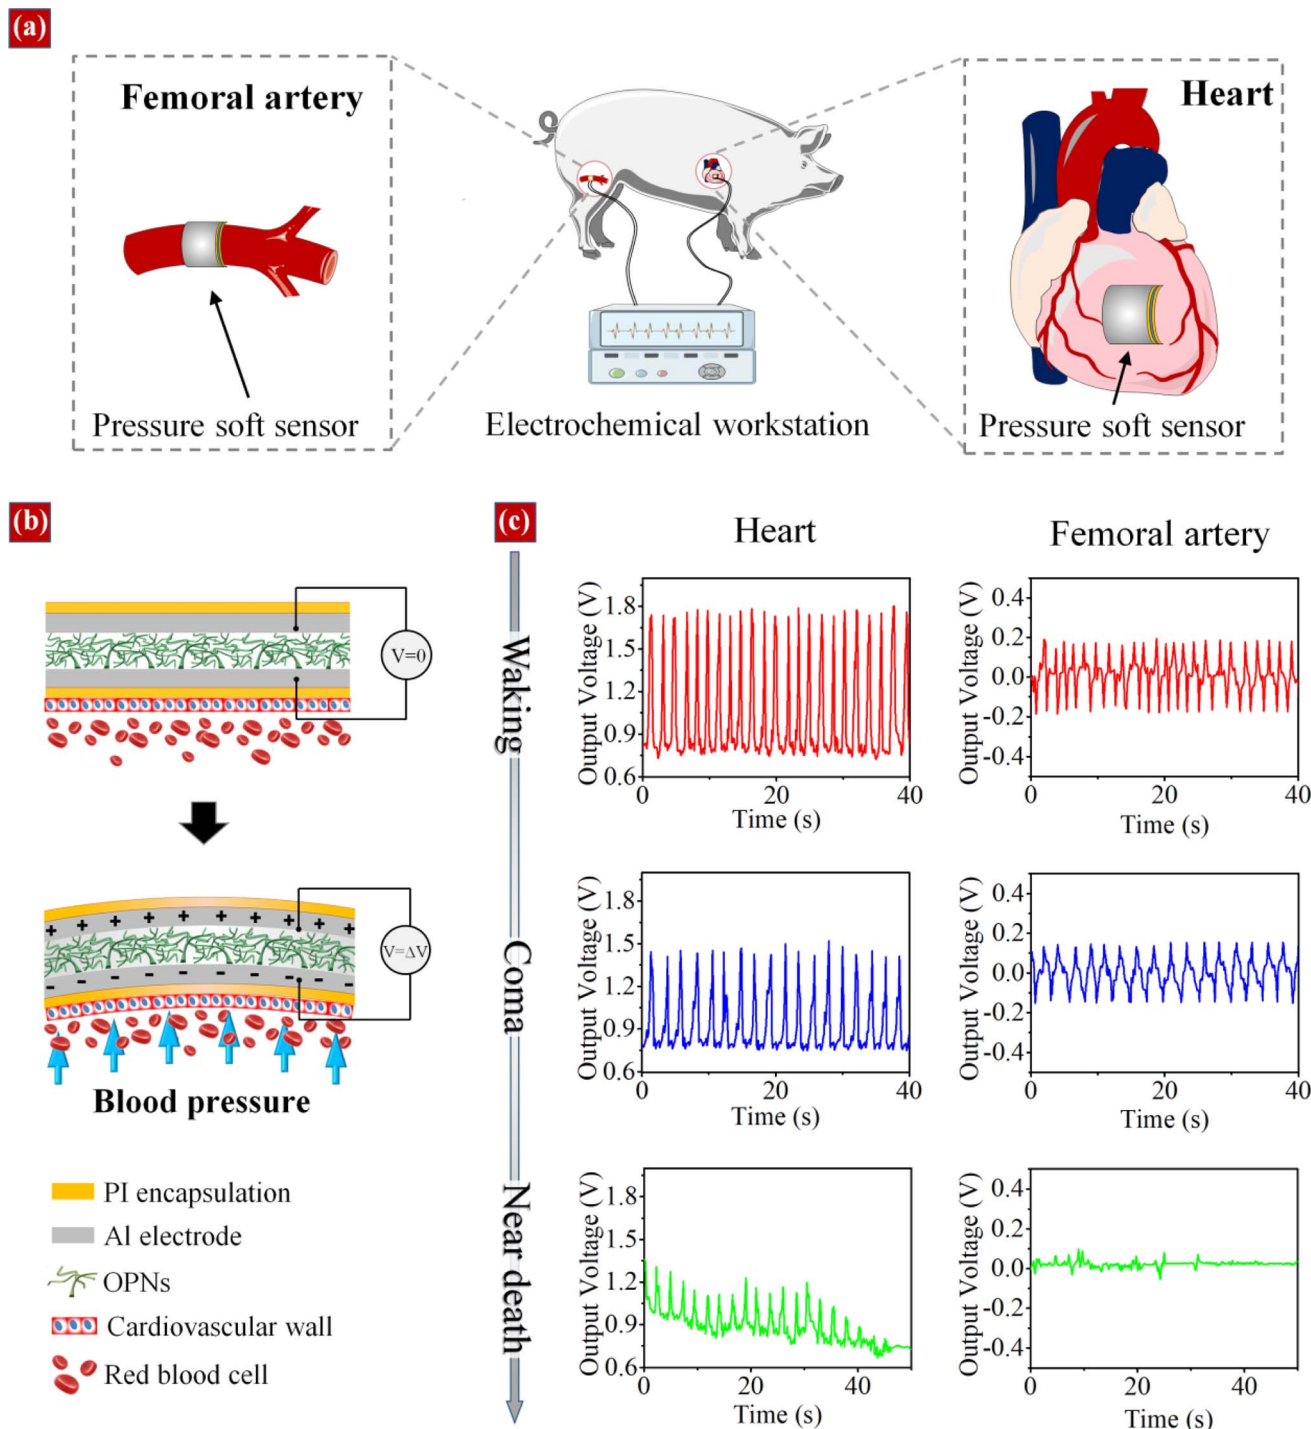 (a)
Femoral artery
Heart
Pressure soft sensor
Electrochemical workstation
Pressure soft sensor
(b)
V=0
+ + + + + + + + +
V=ΔV
- - - - - - - -
Blood pressure
PI encapsulation
Al electrode
OPNs
Cardiovascular wall
Red blood cell
(c)
Heart
Femoral artery
Waking
Output Voltage (V)
1.8
1.5
1.2
0.9
0.6
0 20 40
Time (s)
Output Voltage (V)
0.4
0.2
0.0
-0.2
-0.4
0 20 40
Time (s)
Coma
Output Voltage (V)
1.8
1.5
1.2
0.9
0.6
0 20 40
Time (s)
Output Voltage (V)
0.4
0.2
0.0
-0.2
-0.4
0 20 40
Time (s)
Near death
Output Voltage (V)
1.8
1.5
1.2
0.9
0.6
0 20 40
Time (s)
Output Voltage (V)
0.4
0.2
0.0
-0.2
-0.4
0 20 40
Time (s)